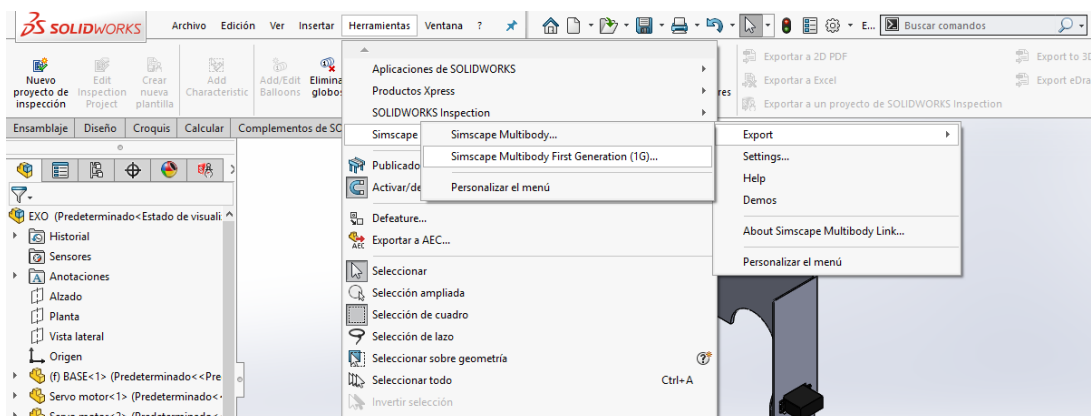 SOLIDWORKS Archivo Edición Ver Insertar Herramientas Ventana ? E... Buscar comandos
Nuevo proyecto de inspección
Edit Inspection Project
Crear nueva plantilla
Add Characteristic
Add/Edit Balloons
Elimina globo
res
Exportar a 2D PDF
Exportar a Excel
Exportar a un proyecto de SOLIDWORKS Inspection
Export to 3D
Export eDra
Ensamblaje Diseño Croquis Calcular Complementos de SO
Aplicaciones de SOLIDWORKS
Productos Xpress
SOLIDWORKS Inspection
Simscape
Publicado
Activar/de
Defeature...
Exportar a AEC...
Seleccionar
Selección ampliada
Selección de cuadro
Selección de lazo
Seleccionar sobre geometría
Seleccionar todo Ctrl+A
Invertir selección
Simscape Multibody...
Simscape Multibody First Generation (1G)...
Personalizar el menú
Export
Settings...
Help
Demos
About Simscape Multibody Link...
Personalizar el menú
EXO (Predeterminado<Estado de visuali
Historial
Sensores
Anotaciones
Alzado
Planta
Vista lateral
Origen
(f) BASE<1> (Predeterminado<<Pre
Servo motor<1> (Predeterminado<